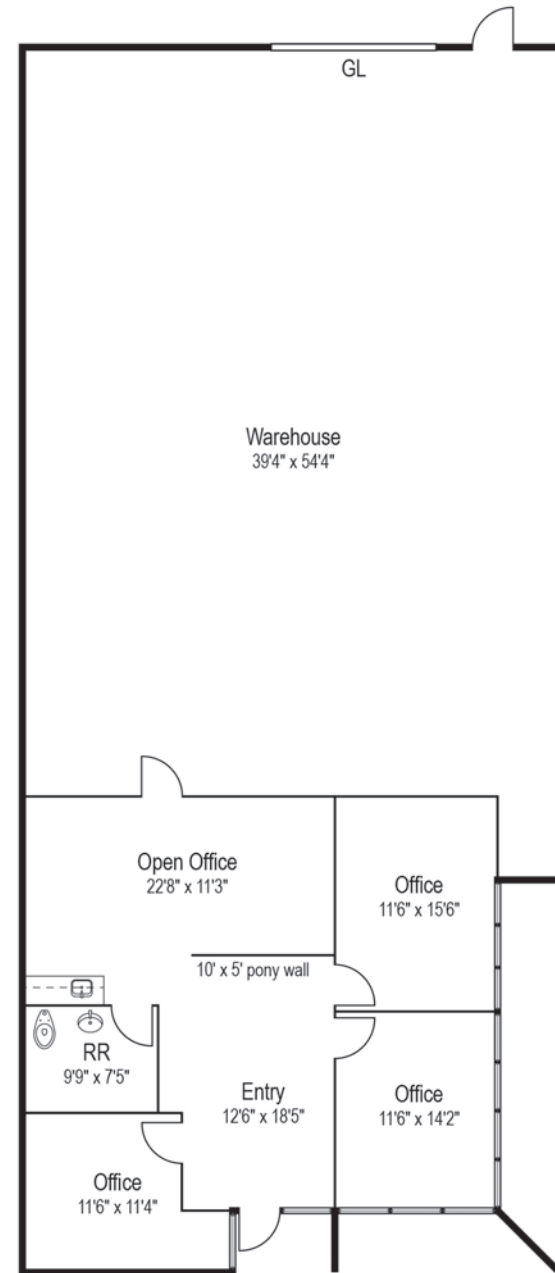 GL
Warehouse
39'4" x 54'4"
Open Office
22'8" x 11'3"
Office
11'6" x 15'6"
10' x 5' pony wall
RR
9'9" x 7'5"
Entry
12'6" x 18'5"
Office
11'6" x 14'2"
Office
11'6" x 11'4"